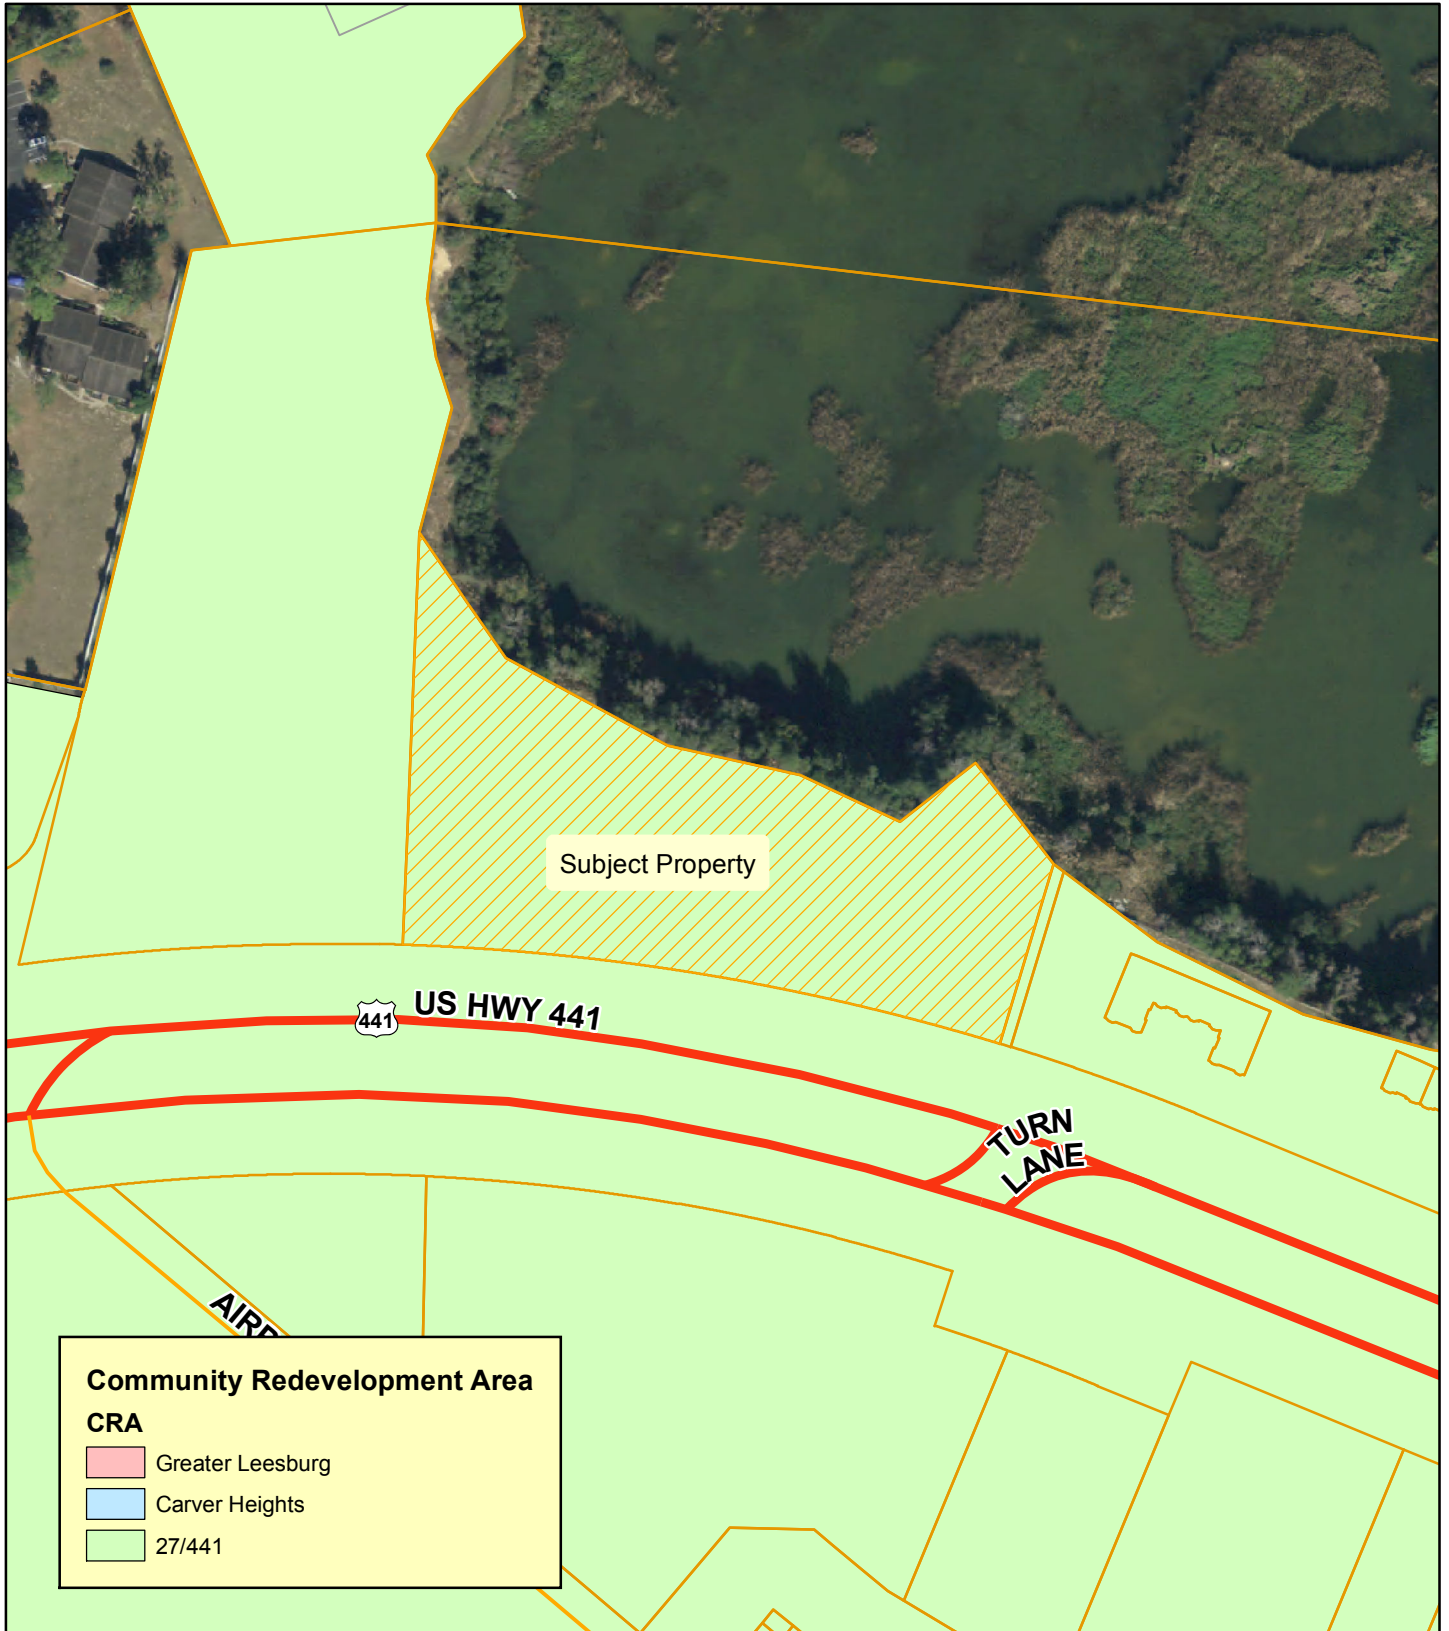 Subject Property
441
US HWY 441
TURN
LANE
Community Redevelopment Area
CRA
Greater Leesburg
Carver Heights
27/441